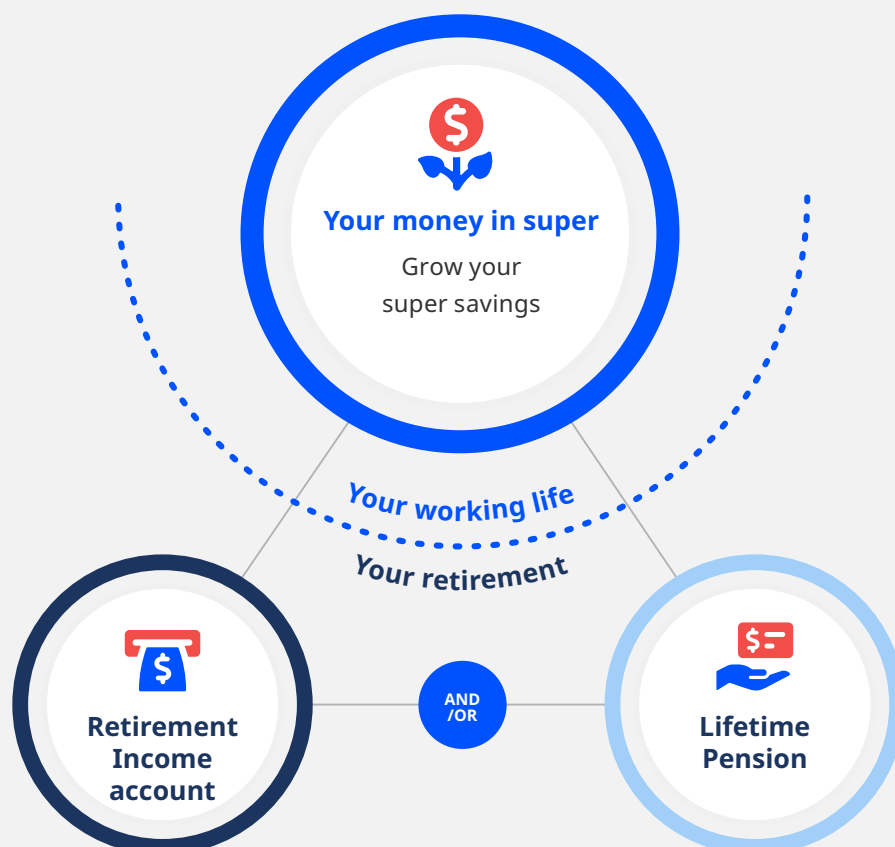 $
Your money in super
Grow your
super savings
Your working life
Your retirement
$
Retirement
Income
account
AND
/OR
$
Lifetime
Pension